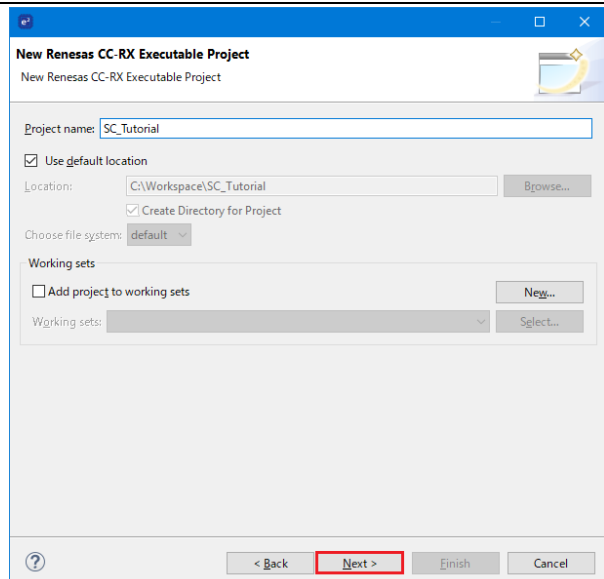 e²
New Renesas CC-RX Executable Project
New Renesas CC-RX Executable Project
Project name: SC_Tutorial
Use default location
Location: C:\Workspace\SC_Tutorial Browse...
Create Directory for Project
Choose file system: default
Working sets
Add project to working sets New...
Working sets: Select...
? < Back Next > Finish Cancel